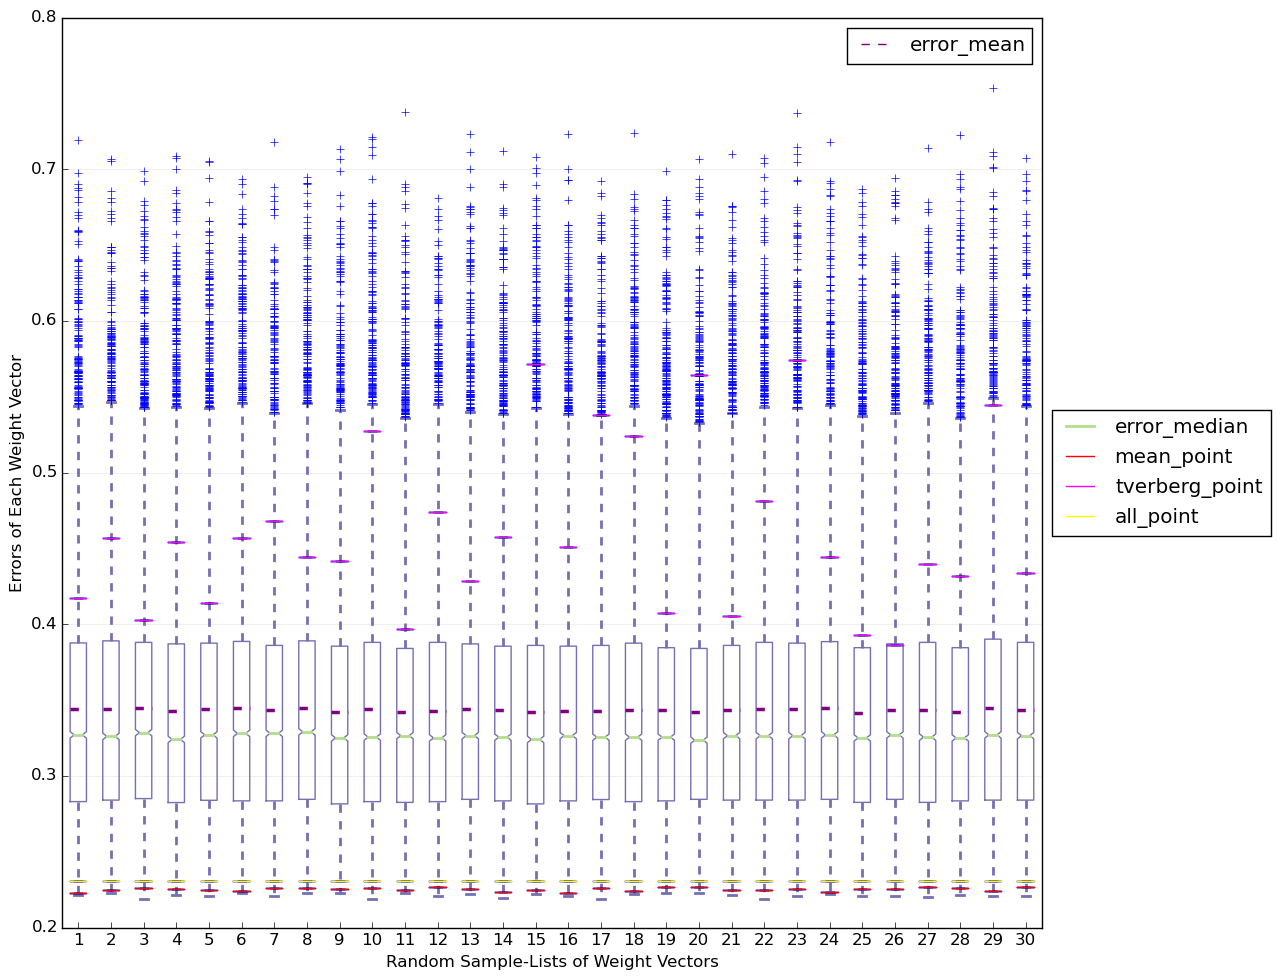 0.8
0.7
0.6
0.5
0.4
0.3
0.2
Errors of Each Weight Vector
error_mean
error_median
mean_point
tverberg_point
all_point
1 2 3 4 5 6 7 8 9 10 11 12 13 14 15 16 17 18 19 20 21 22 23 24 25 26 27 28 29 30
Random Sample-Lists of Weight Vectors